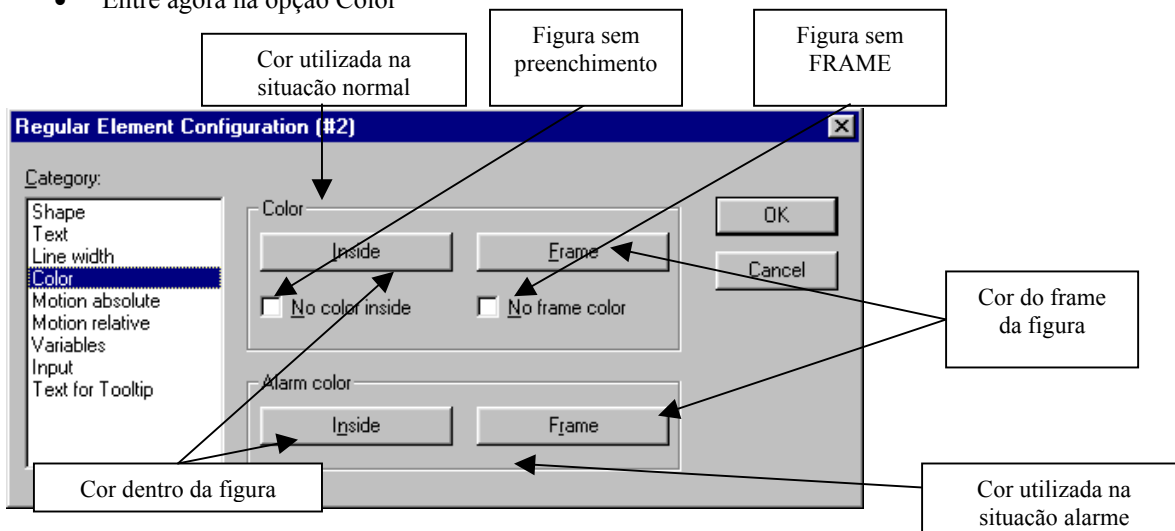 • Entre agora na opção Color
Figura sem
preenchimento
Figura sem
FRAME
Cor utilizada na
situacão normal
Regular Element Configuration (#2)
Category:
Shape
Text
Line width
Color
Motion absolute
Motion relative
Variables
Input
Text for Tooltip
Color
Inside
Frame
No color inside
No frame color
OK
Cancel
Cor do frame
da figura
Alarm color
Inside
Frame
Cor dentro da figura
Cor utilizada na
situacão alarme